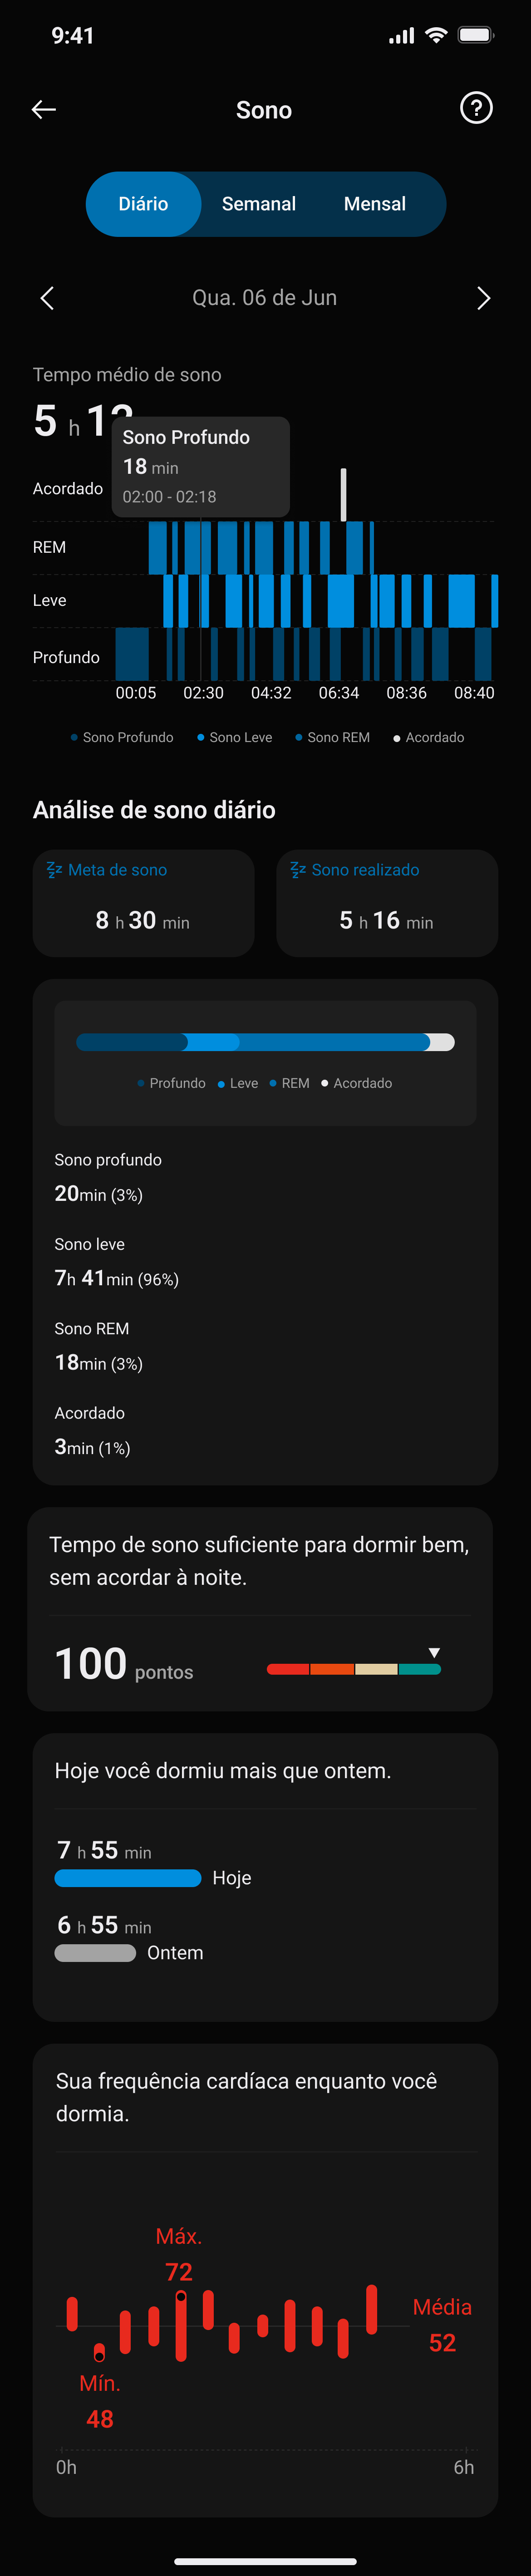 9:41
Sono
?
Diário Semanal Mensal
Qua. 06 de Jun
Tempo médio de sono
5 h
Sono Profundo
18 min
02:00 - 02:18
Acordado
REM
Leve
Profundo
00:05 02:30 04:32 06:34 08:36 08:40
Sono Profundo Sono Leve Sono REM Acordado
Análise de sono diário
Meta de sono
8 h 30 min
Sono realizado
5 h 16 min
Profundo Leve REM Acordado
Sono profundo
20min (3%)
Sono leve
7h 41min (96%)
Sono REM
18min (3%)
Acordado
3min (1%)
Tempo de sono suficiente para dormir bem,
sem acordar à noite.
100 pontos
Hoje você dormiu mais que ontem.
7 h 55 min
Hoje
6 h 55 min
Ontem
Sua frequência cardíaca enquanto você
dormia.
Máx.
72
Média
52
Mín.
48
0h 6h